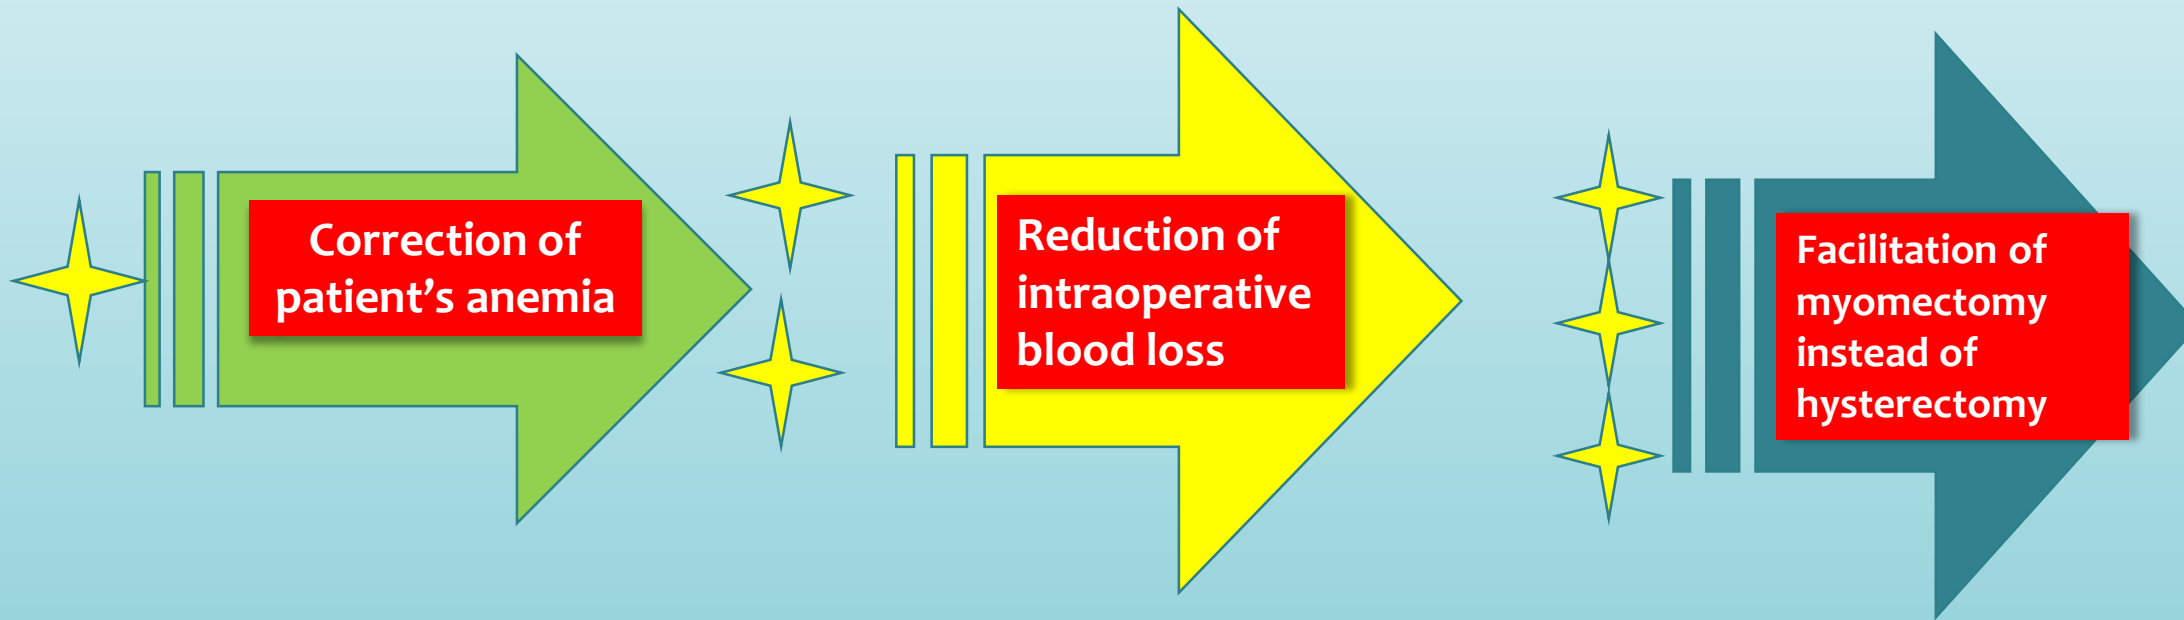 Correction of
patient’s anemia
Reduction of
intraoperative
blood loss
Facilitation of
myomectomy
instead of
hysterectomy